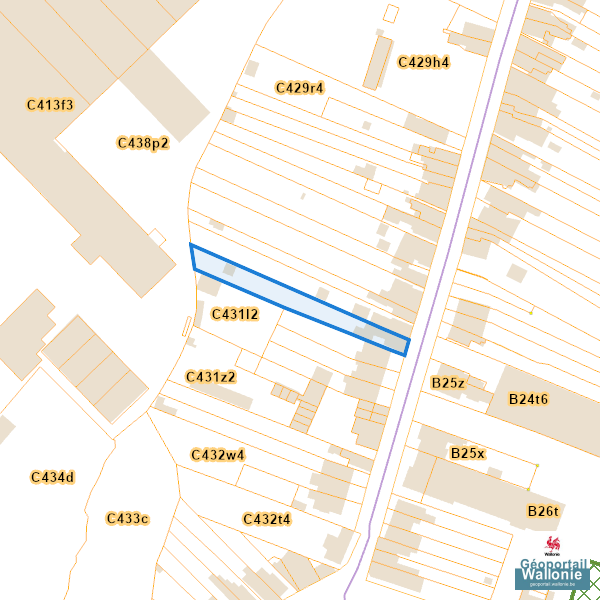 C429h4
C429r4
C413f3
C438p2
C431l2
C431z2
B25z
B24t6
C432w4
B25x
C434d
C433c
C432t4
B26t
Wallonie
Géoportail
Wallonie
geoportail.wallonie.be